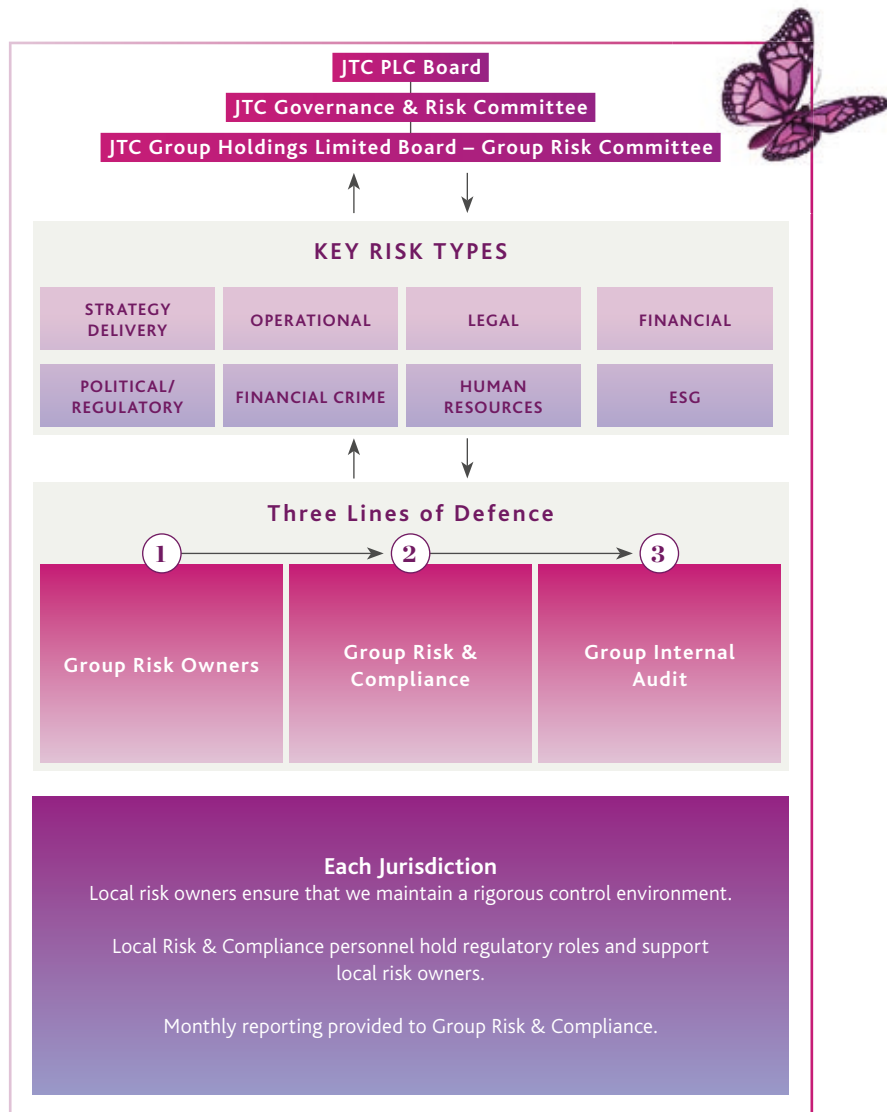 JTC PLC Board
JTC Governance & Risk Committee
JTC Group Holdings Limited Board – Group Risk Committee
KEY RISK TYPES
STRATEGY
DELIVERY
OPERATIONAL
LEGAL
FINANCIAL
POLITICAL/
REGULATORY
FINANCIAL CRIME
HUMAN
RESOURCES
ESG
Three Lines of Defence
1
2
3
Group Risk Owners
Group Risk &
Compliance
Group Internal
Audit
Each Jurisdiction
Local risk owners ensure that we maintain a rigorous control environment.
Local Risk & Compliance personnel hold regulatory roles and support
local risk owners.
Monthly reporting provided to Group Risk & Compliance.